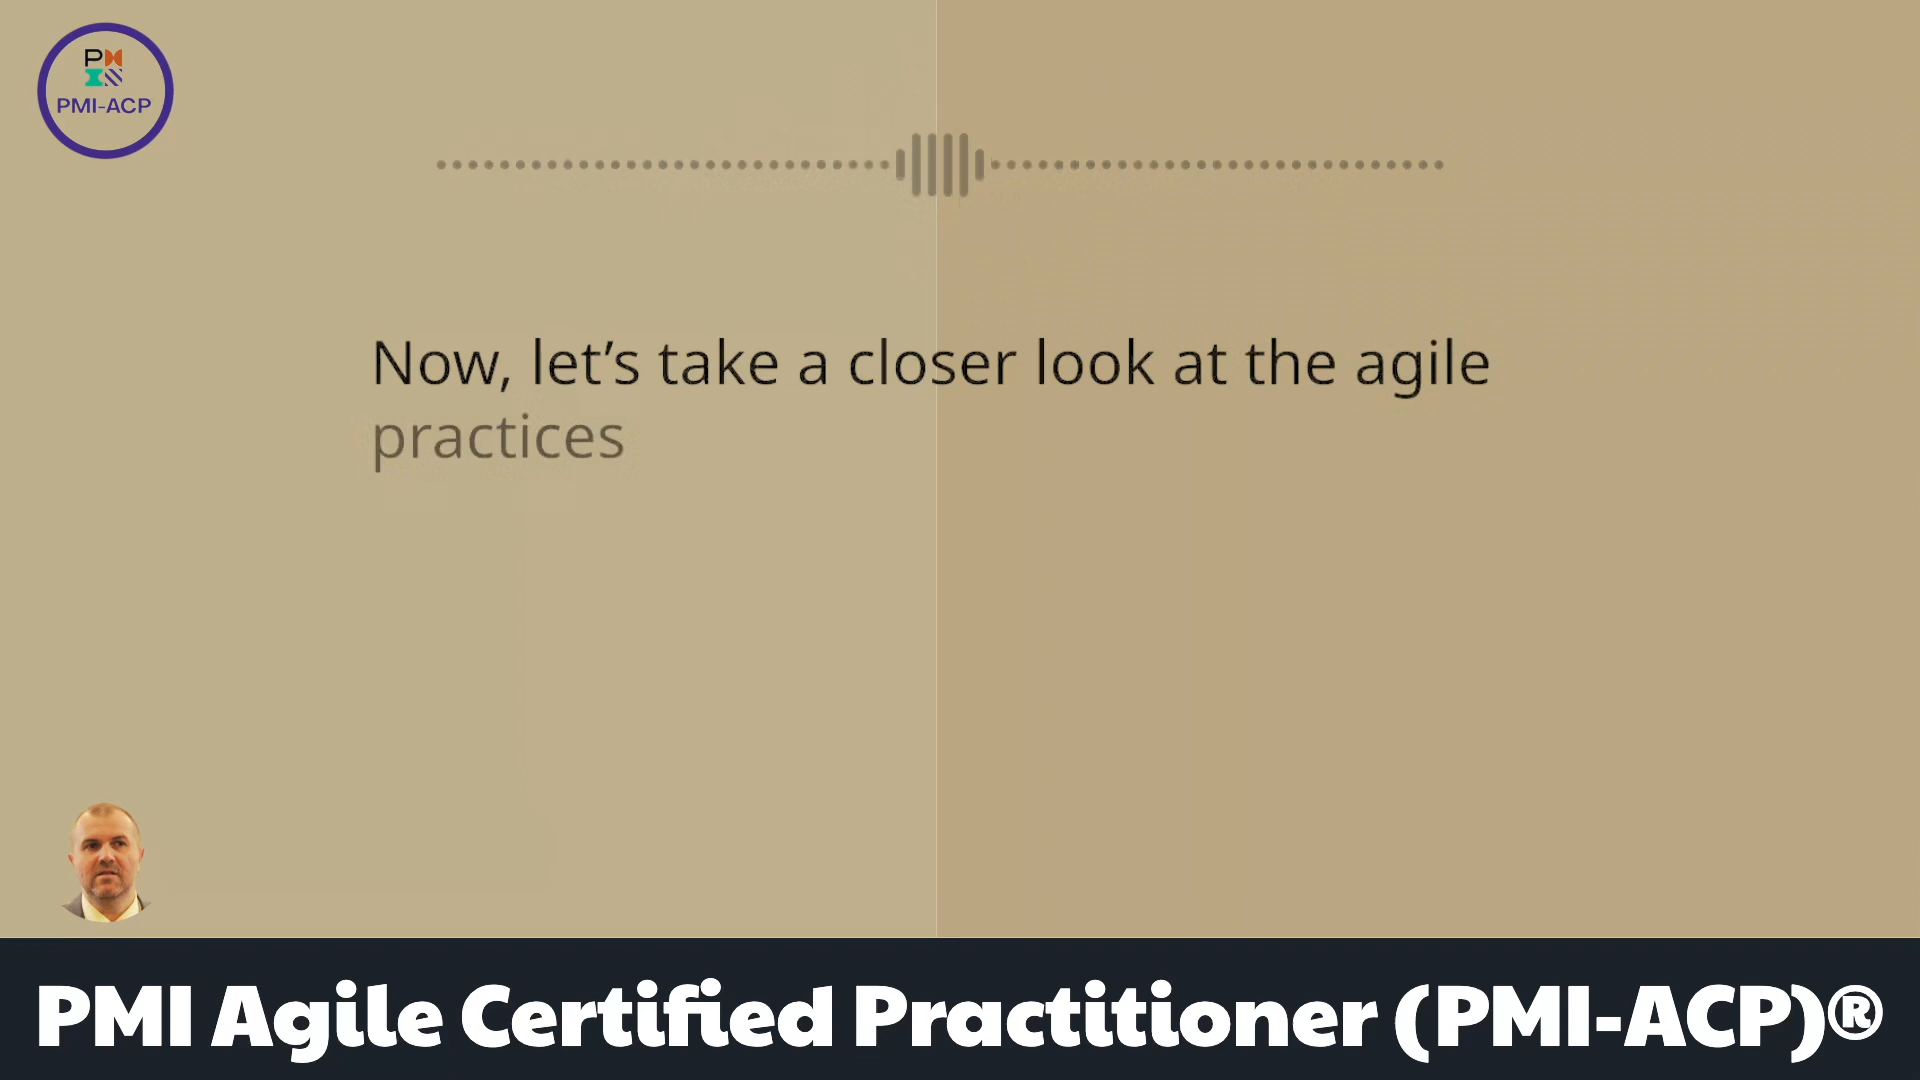 PMI-ACP
Now, let’s take a closer look at the agile
practices
PMI Agile Certified Practitioner (PMI-ACP)®